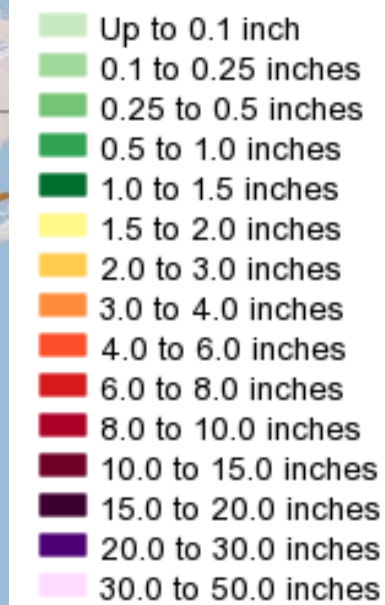 Up to 0.1 inch
0.1 to 0.25 inches
0.25 to 0.5 inches
0.5 to 1.0 inches
1.0 to 1.5 inches
1.5 to 2.0 inches
2.0 to 3.0 inches
3.0 to 4.0 inches
4.0 to 6.0 inches
6.0 to 8.0 inches
8.0 to 10.0 inches
10.0 to 15.0 inches
15.0 to 20.0 inches
20.0 to 30.0 inches
30.0 to 50.0 inches